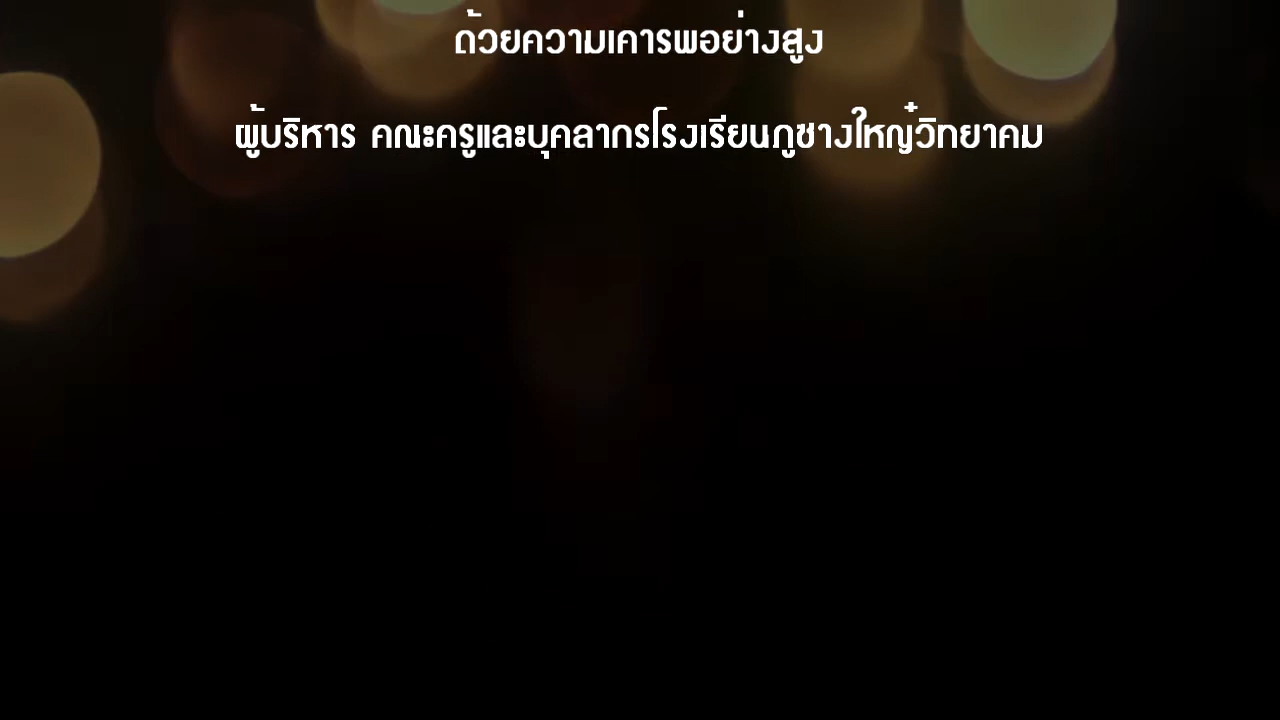 ด้วยความเคารพอย่างสูง
ผู้บริหาร คณะครูและบุคลากรโรงเรียนภูซางใหญ๋วิทยาคม